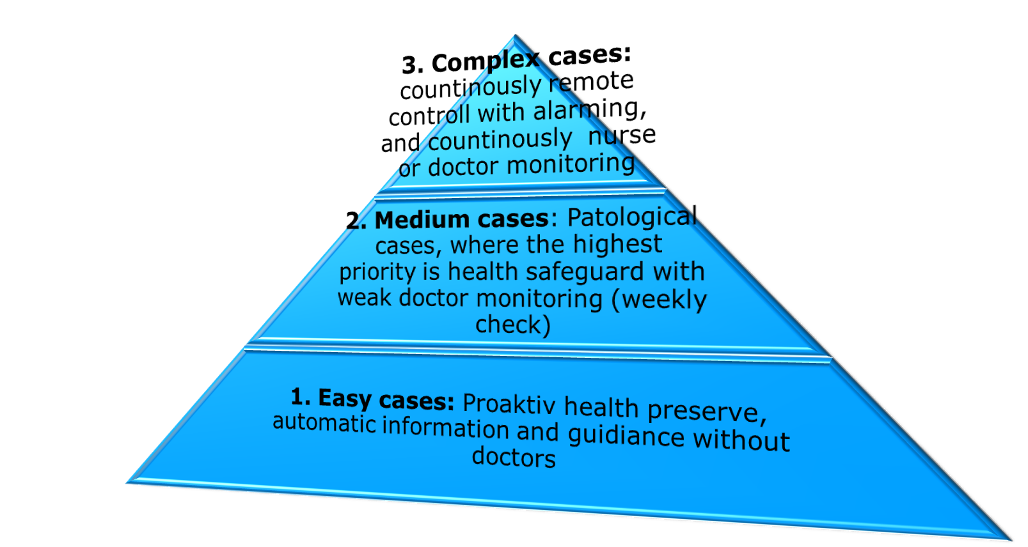 3. Complex cases:
countinously remote
controll with alarming,
and countinously nurse
or doctor monitoring
2. Medium cases: Patological
cases, where the highest
priority is health safeguard with
weak doctor monitoring (weekly
check)
1. Easy cases: Proaktiv health preserve,
automatic information and guidiance without
doctors